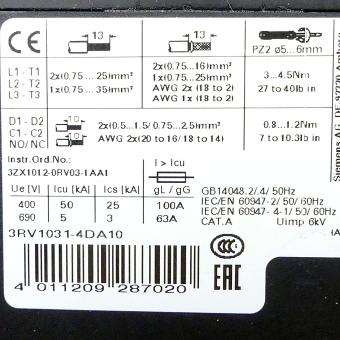 CE 13 13 PZ2 ø5...6mm
L1 - T1
L2 - T2
L3 - T3
2x(0.75 ...25)mm²
1x(0.75 ...35)mm²
2x(0.75...16)mm²
1x(0.75...25)mm²
AWG 2x (18 to 2)
AWG 1x (18 to 2)
3...4.5Nm
27 to 40lb in
D1 - D2
C1 - C2
NO/NC
10
10
2x(0.5...1.5/ 0.75...2.5)mm²
AWG 2x(20 to 16/18 to 14)
0.8...1.2Nm
7 to 10.3lb in
Instr.Ord.No.:
3ZX1012-0RV03-1AA1
I > Icu
Ue [V] Icu [kA] Ics [kA] gL / gG
400 50 25 100A
690 5 3 63A
GB14048.2/.4/ 50Hz
IEC/EN 60947-2/ 50/ 60Hz
IEC/EN 60947-4-1/ 50/ 60Hz
CAT.A Uimp 6kV
3RV1031-4DA10
CCC EAC
4 011209 287020
Siemens AG, DE-92220 Amberg